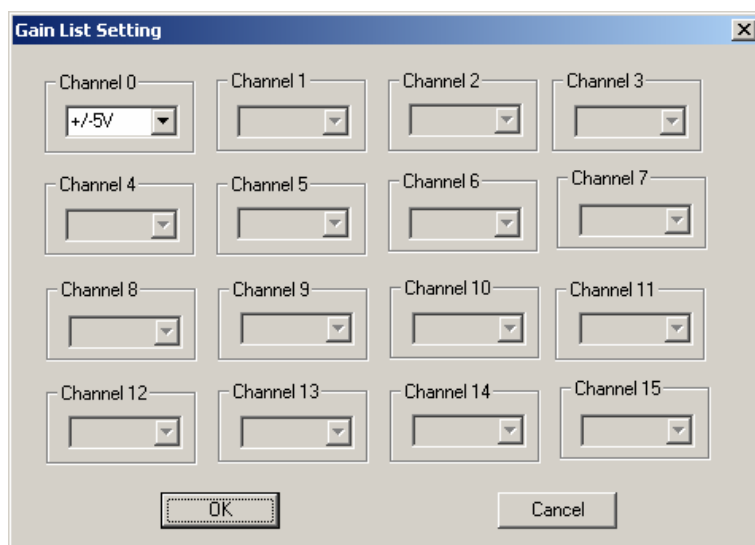 Gain List Setting
Channel 0
Channel 1
Channel 2
Channel 3
+/-5V
Channel 4
Channel 5
Channel 6
Channel 7
Channel 8
Channel 9
Channel 10
Channel 11
Channel 12
Channel 13
Channel 14
Channel 15
OK
Cancel